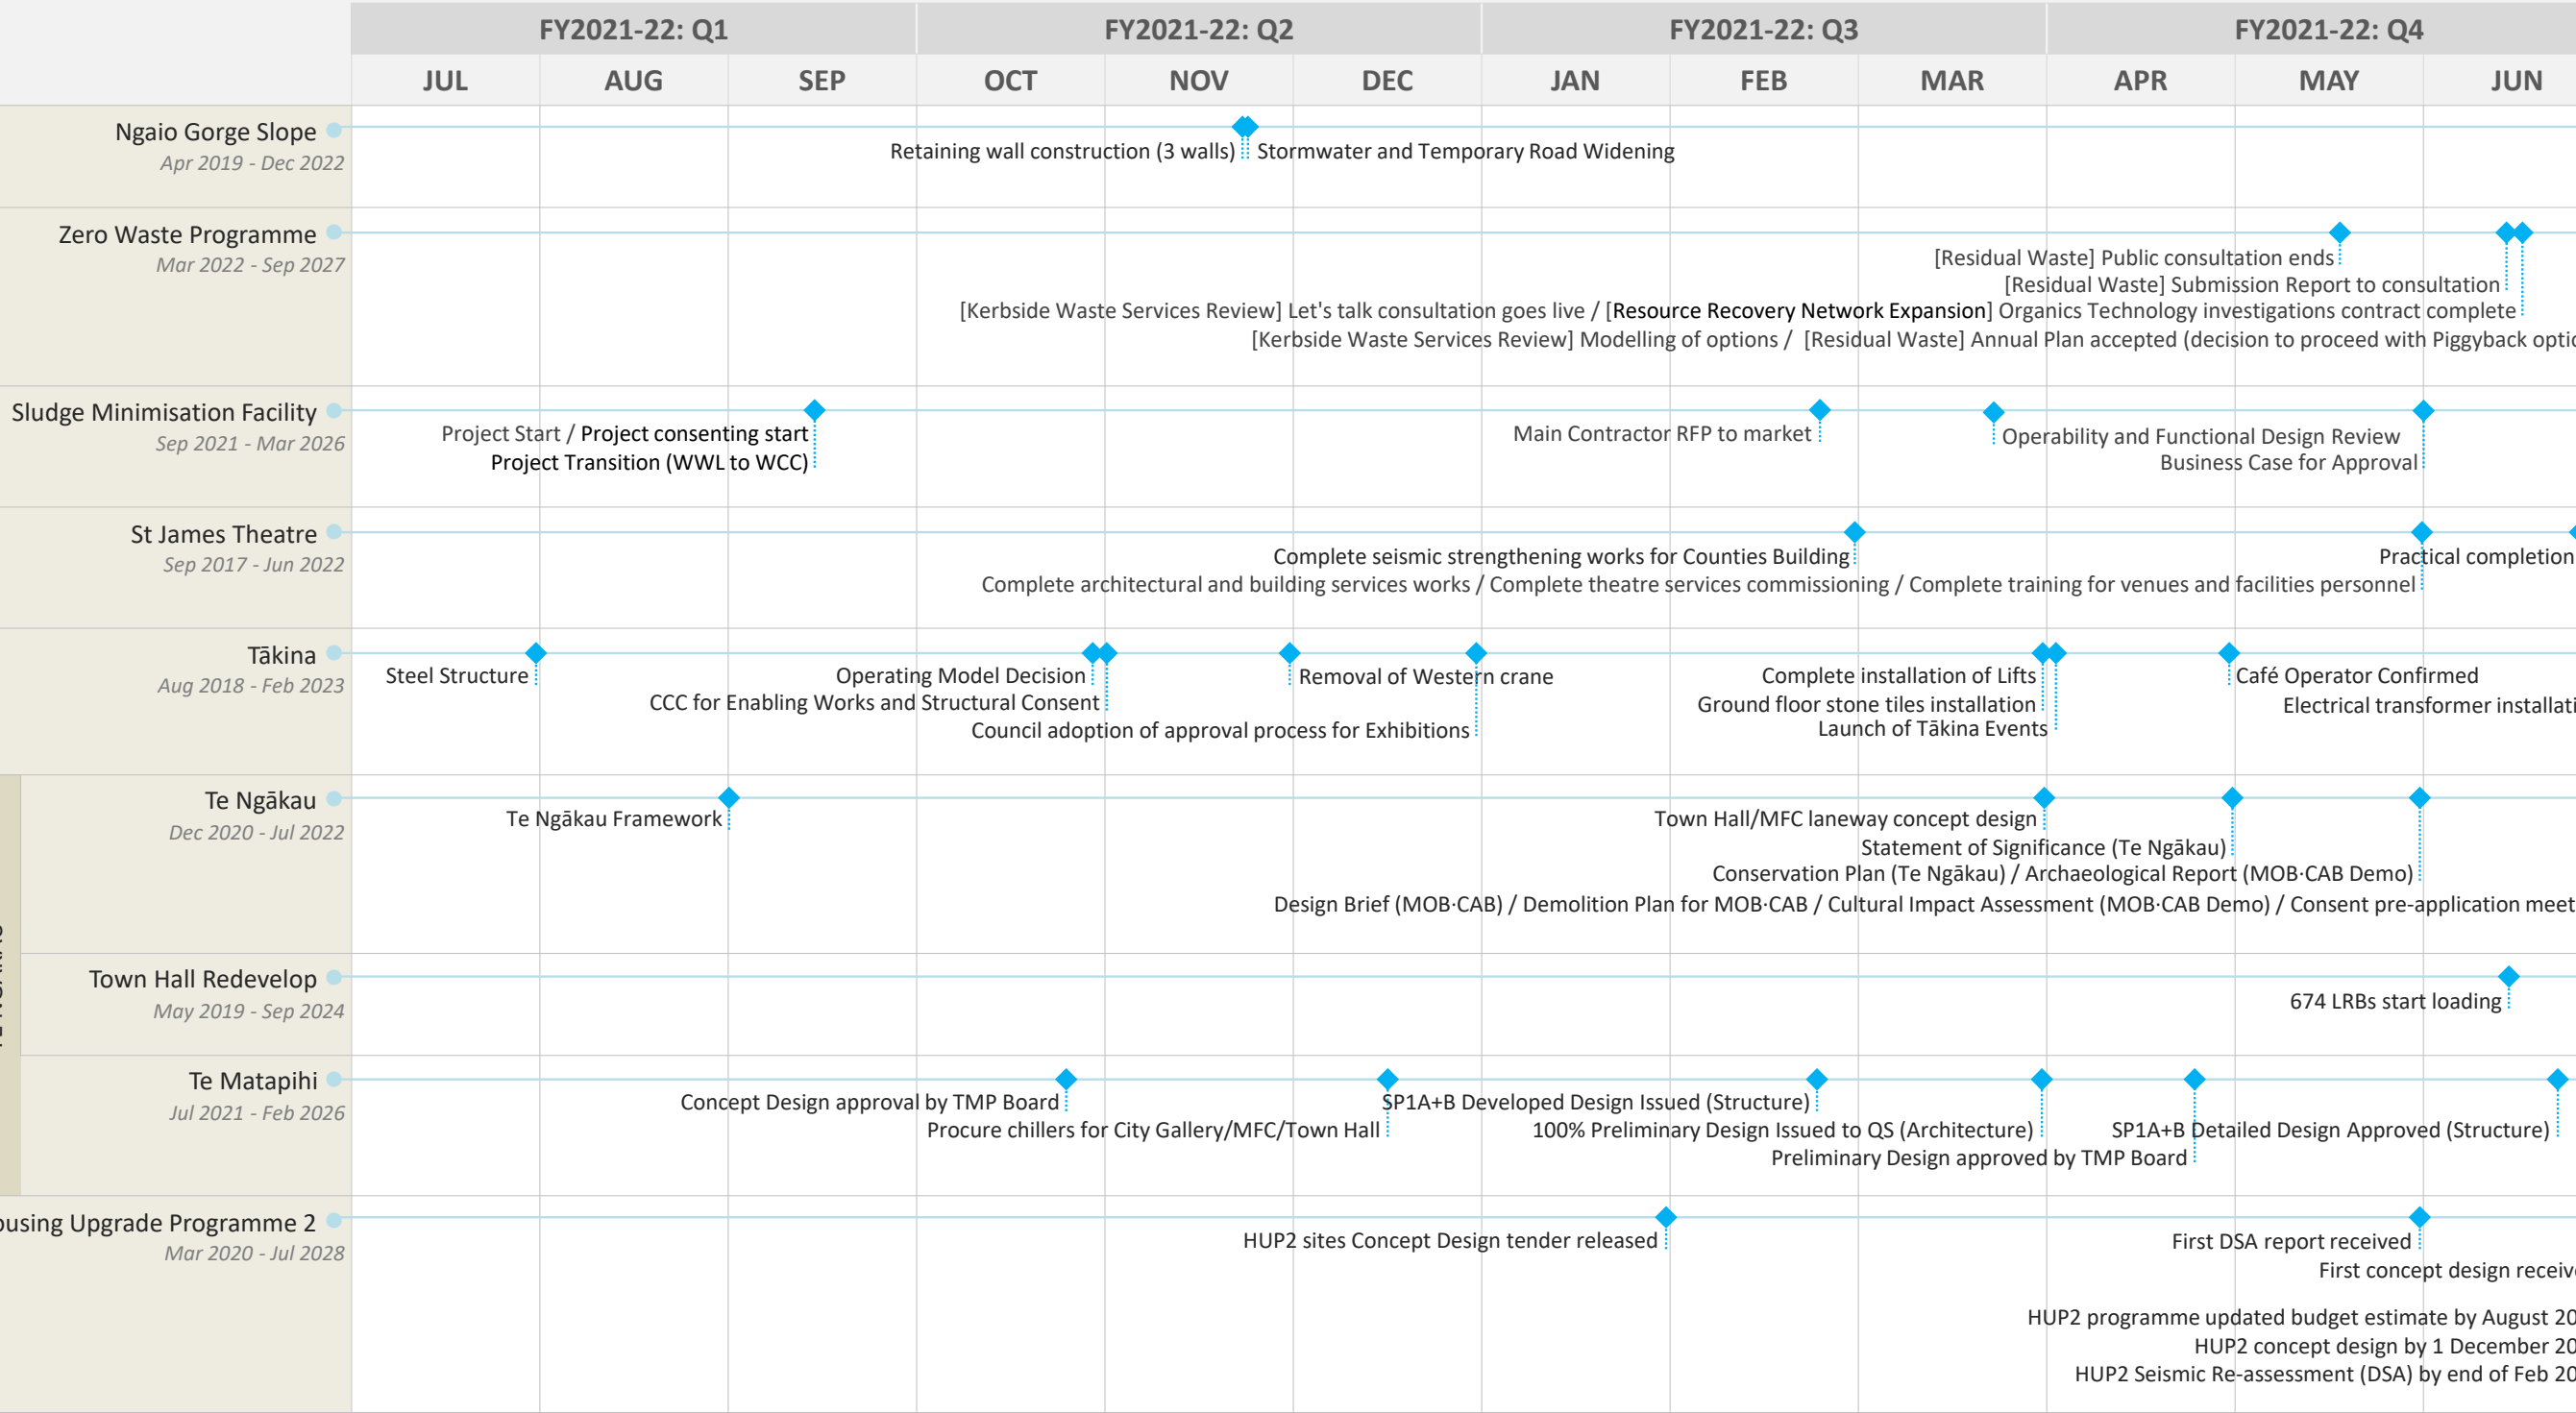 FY2021-22: Q1 FY2021-22: Q2 FY2021-22: Q3 FY2021-22: Q4
JUL AUG SEP OCT NOV DEC JAN FEB MAR APR MAY JUN
Ngaio Gorge Slope
Apr 2019 - Dec 2022
Retaining wall construction (3 walls) Stormwater and Temporary Road Widening
Zero Waste Programme
Mar 2022 - Sep 2027
[Residual Waste] Public consultation ends
[Residual Waste] Submission Report to consultation
[Kerbside Waste Services Review] Let's talk consultation goes live / [Resource Recovery Network Expansion] Organics Technology investigations contract complete
[Kerbside Waste Services Review] Modelling of options / [Residual Waste] Annual Plan accepted (decision to proceed with Piggyback
Sludge Minimisation Facility
Sep 2021 - Mar 2026
Project Start / Project consenting start
Project Transition (WWL to WCC)
Main Contractor RFP to market
Operability and Functional Design Review
Business Case for Approval
St James Theatre
Sep 2017 - Jun 2022
Complete seismic strengthening works for Counties Building
Practical completion
Complete architectural and building services works / Complete theatre services commissioning / Complete training for venues and facilities personnel
Tākina
Aug 2018 - Feb 2023
Steel Structure
Operating Model Decision
Removal of Western crane
Complete installation of Lifts
Café Operator Confirmed
CCC for Enabling Works and Structural Consent
Ground floor stone tiles installation
Electrical transformer
Council adoption of approval process for Exhibitions
Launch of Tākina Events
Te Ngākau
Dec 2020 - Jul 2022
Te Ngākau Framework
Town Hall/MFC laneway concept design
Statement of Significance (Te Ngākau)
Conservation Plan (Te Ngākau) / Archaeological Report (MOB·CAB Demo)
Design Brief (MOB·CAB) / Demolition Plan for MOB·CAB / Cultural Impact Assessment (MOB·CAB Demo) / Consent pre-application
Town Hall Redevelop
May 2019 - Sep 2024
674 LRBs start loading
Te Matapihi
Jul 2021 - Feb 2026
Concept Design approval by TMP Board
SP1A+B Developed Design Issued (Structure)
Procure chillers for City Gallery/MFC/Town Hall
100% Preliminary Design Issued to QS (Architecture)
SP1A+B Detailed Design Approved (Structure)
Preliminary Design approved by TMP Board
Upgrade Programme 2
Mar 2020 - Jul 2028
HUP2 sites Concept Design tender released
First DSA report received
First concept design
HUP2 programme updated budget estimate by August
HUP2 concept design by 1 December
HUP2 Seismic Re-assessment (DSA) by end of Feb